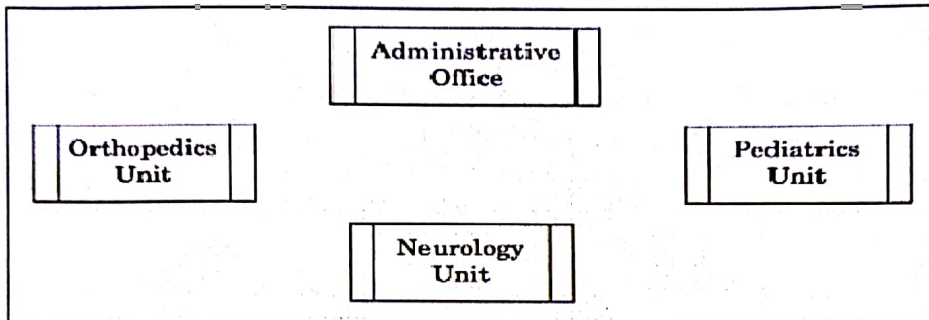 Administrative
Office
Orthopedics
Unit
Pediatrics
Unit
Neurology
Unit